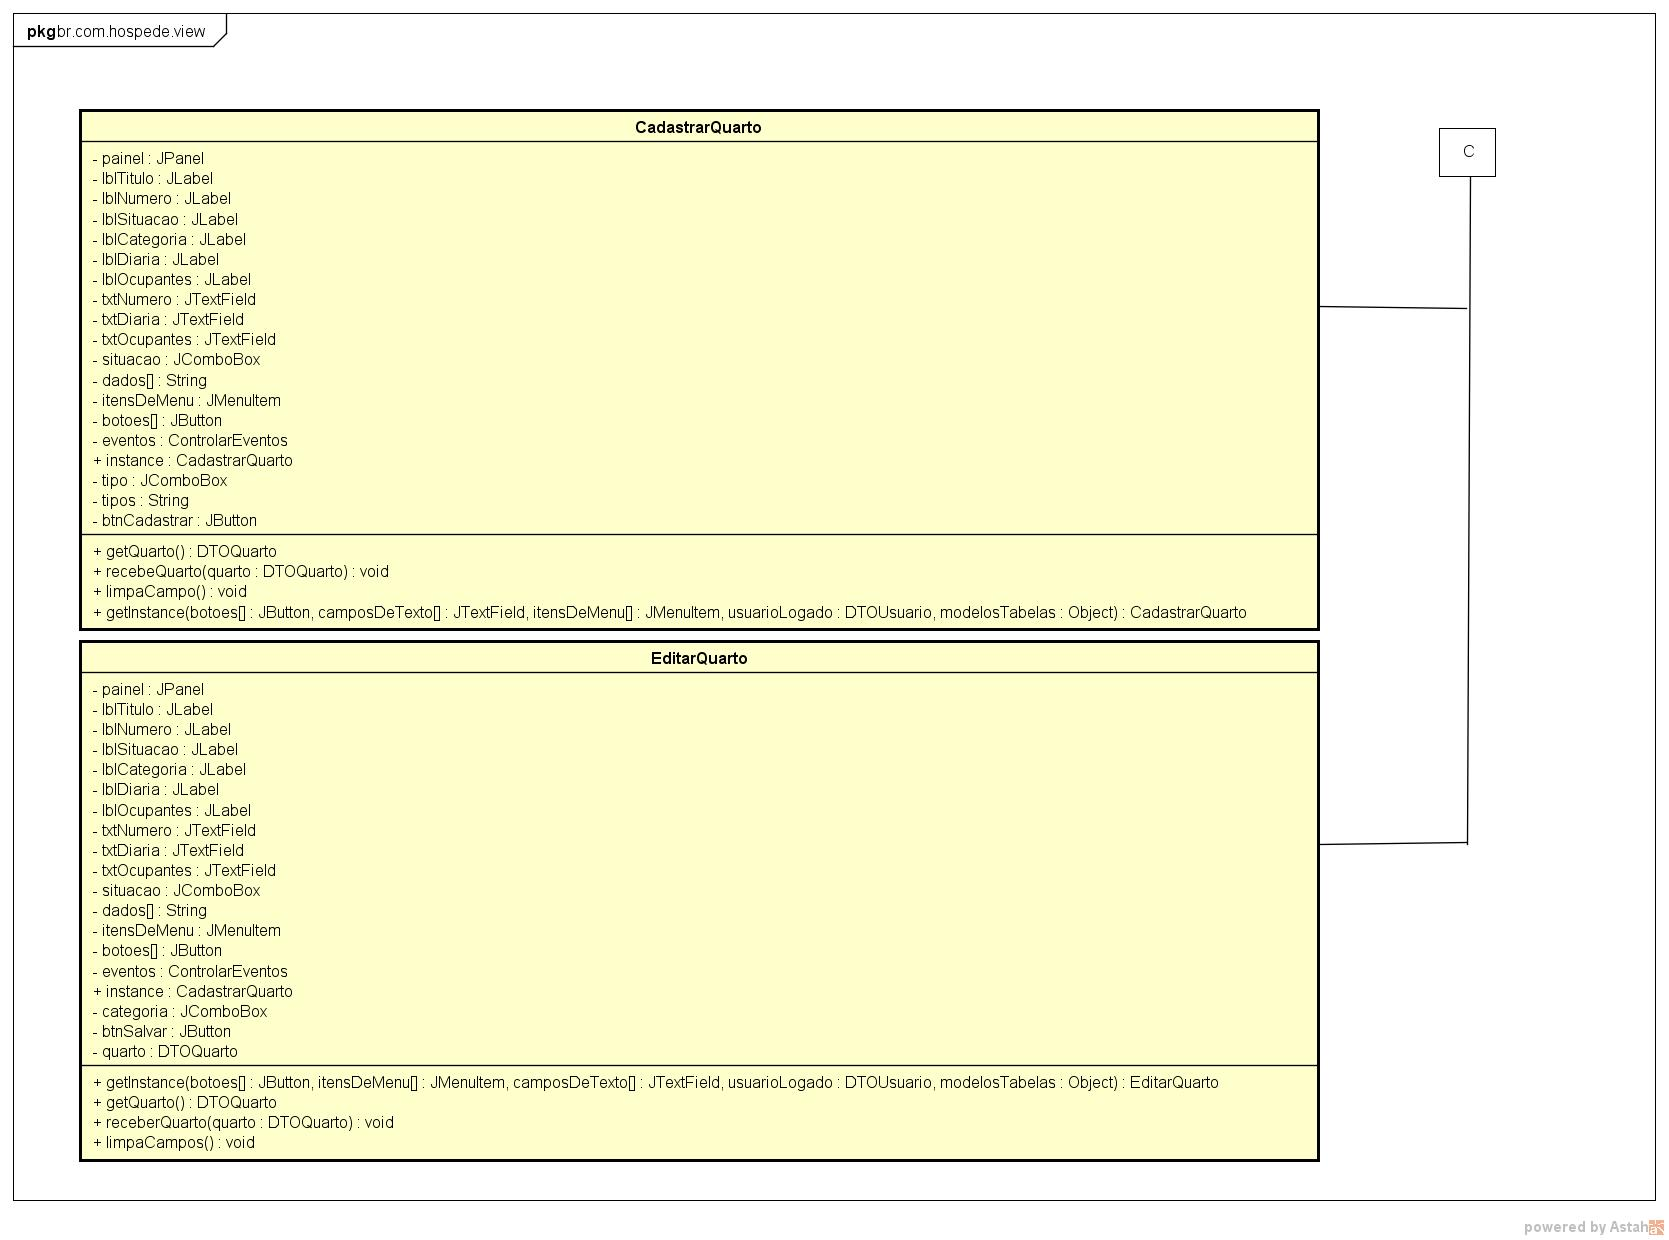 pkgbr.com.hospede.view
CadastrarQuarto
C
- painel : JPanel
- lblTitulo : JLabel
- lblNumero : JLabel
- lblSituacao : JLabel
- lblCategoria : JLabel
- lblDiaria : JLabel
- lblOcupantes : JLabel
- txtNumero : JTextField
- txtDiaria : JTextField
- txtOcupantes : JTextField
- situacao : JComboBox
- dados[] : String
- itensDeMenu : JMenuItem
- botoes[] : JButton
- eventos : ControlarEventos
+ instance : CadastrarQuarto
- tipo : JComboBox
- tipos : String
- btnCadastrar : JButton
+ getQuarto() : DTOQuarto
+ recebeQuarto(quarto : DTOQuarto) : void
+ limpaCampo() : void
+ getInstance(botoes[] : JButton, camposDeTexto[] : JTextField, itensDeMenu[] : JMenuItem, usuarioLogado : DTOUsuario, modelosTabelas : Object) : CadastrarQuarto
EditarQuarto
- painel : JPanel
- lblTitulo : JLabel
- lblNumero : JLabel
- lblSituacao : JLabel
- lblCategoria : JLabel
- lblDiaria : JLabel
- lblOcupantes : JLabel
- txtNumero : JTextField
- txtDiaria : JTextField
- txtOcupantes : JTextField
- situacao : JComboBox
- dados[] : String
- itensDeMenu : JMenuItem
- botoes[] : JButton
- eventos : ControlarEventos
+ instance : CadastrarQuarto
- categoria : JComboBox
- btnSalvar : JButton
- quarto : DTOQuarto
+ getInstance(botoes[] : JButton, itensDeMenu[] : JMenuItem, camposDeTexto[] : JTextField, usuarioLogado : DTOUsuario, modelosTabelas : Object) : EditarQuarto
+ getQuarto() : DTOQuarto
+ receberQuarto(quarto : DTOQuarto) : void
+ limpaCampos() : void
powered by Astah